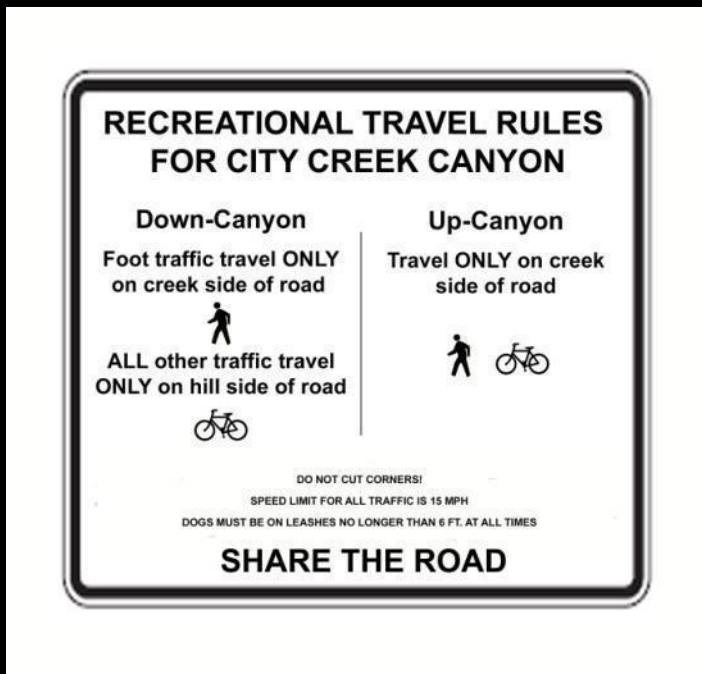 RECREATIONAL TRAVEL RULES
FOR CITY CREEK CANYON
Down-Canyon
Foot traffic travel ONLY
on creek side of road
ALL other traffic travel
ONLY on hill side of road
Up-Canyon
Travel ONLY on creek
side of road
DO NOT CUT CORNERS!
SPEED LIMIT FOR ALL TRAFFIC IS 15 MPH
DOGS MUST BE ON LEASHES NO LONGER THAN 6 FT. AT ALL TIMES
SHARE THE ROAD